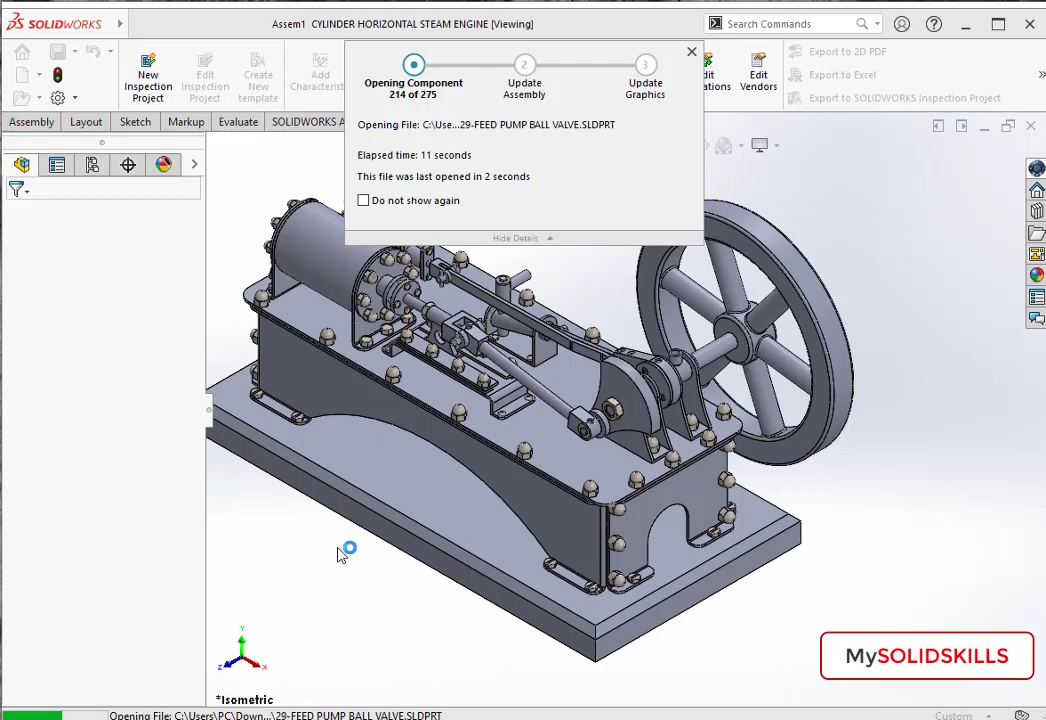 SOLIDWORKS
Assem1 CYLINDER HORIZONTAL STEAM ENGINE [Viewing]
Search Commands
New
Inspection
Project
Edit
Inspection
Project
Create
New
template
Add
Characterist
Edit
Vendors
Export to 2D PDF
Export to Excel
Export to SOLIDWORKS Inspection Project
Assembly
Layout
Sketch
Markup
Evaluate
SOLIDWORKS A
1
2
3
Opening Component
214 of 275
Update
Assembly
Update
Graphics
Opening File: C:\Use...29-FEED PUMP BALL VALVE.SLDPRT
Elapsed time: 11 seconds
This file was last opened in 2 seconds
Do not show again
Hide Details
Y
Z
X
*Isometric
MySOLIDSKILLS
Opening File: C:\Users\PC\Down...\29-FEED PUMP BALL VALVE.SLDPRT
Custom